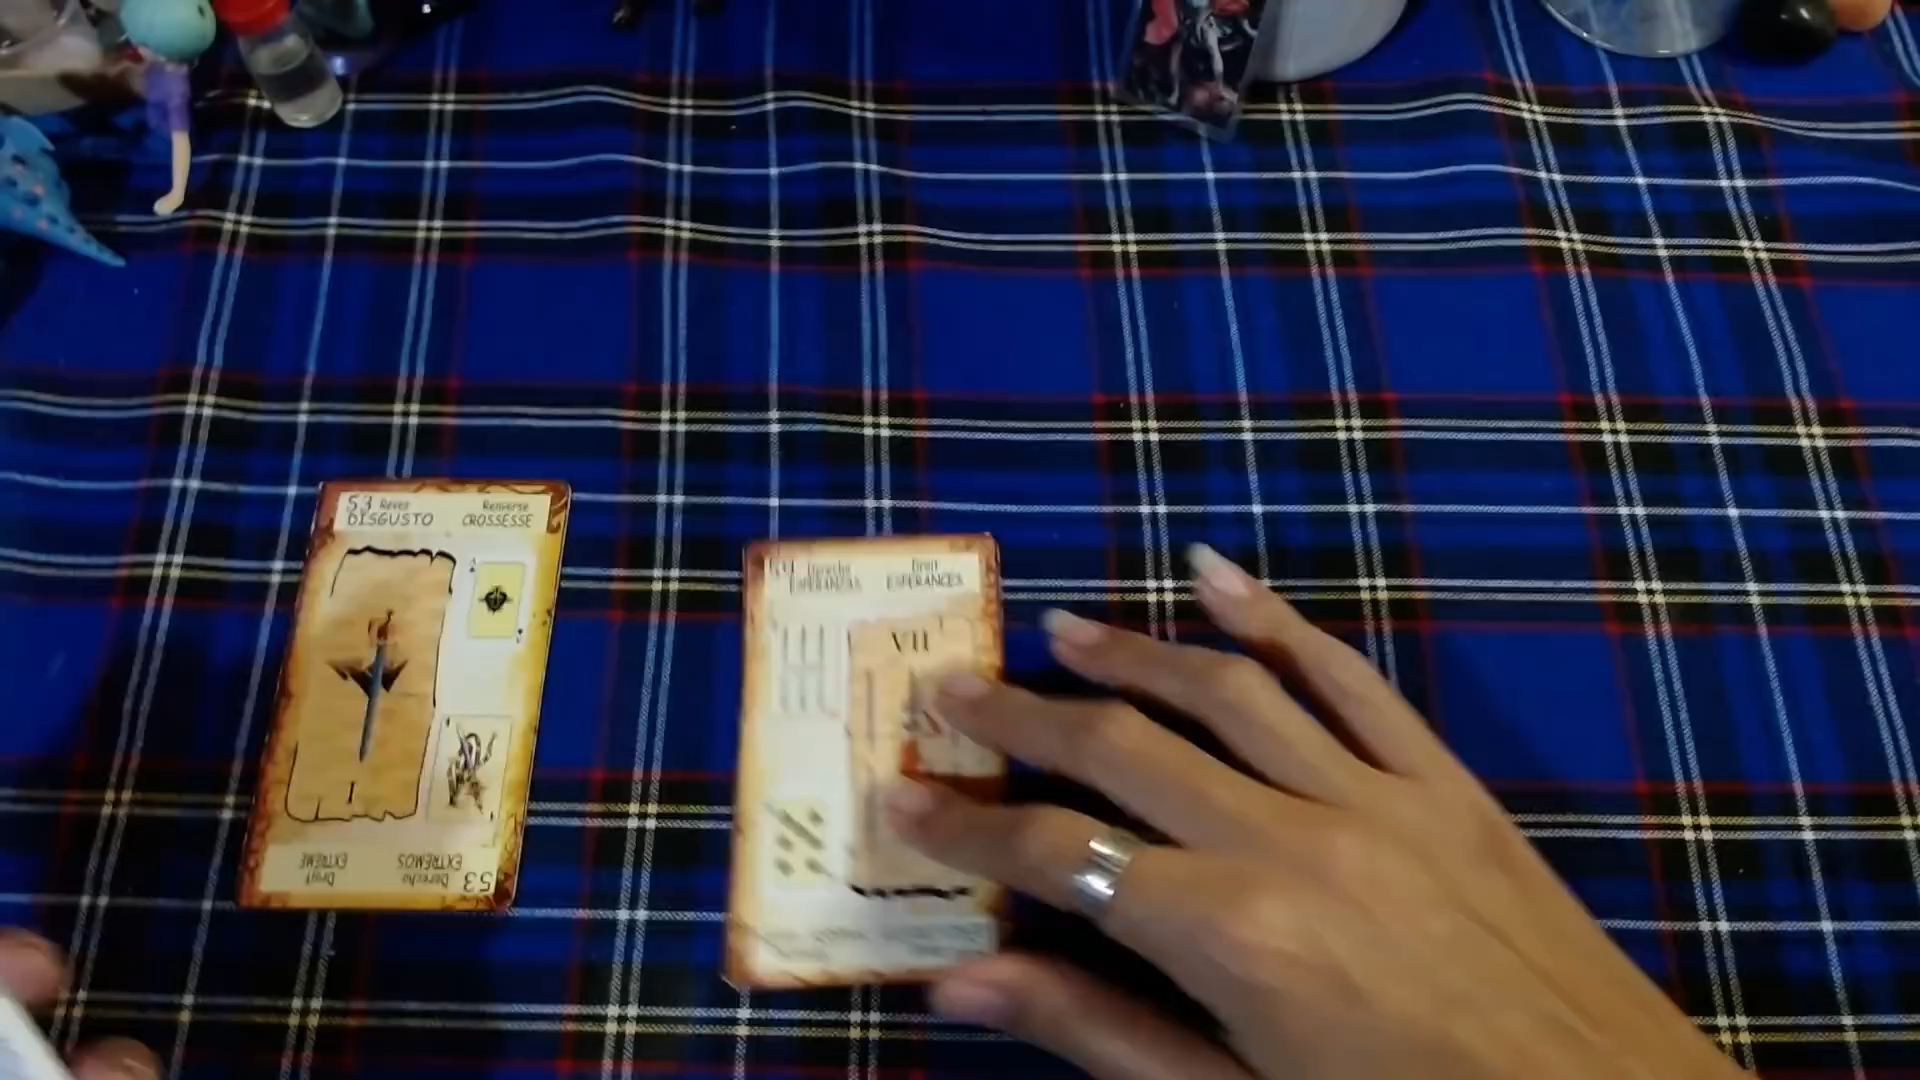 53 Reves Renverse
DISGUSTO CROSSESSE
I
Droit Derecho 53
EXTREME EXTREMOS
Derecho Droit
ESPERANZAS ESPERANCES
VII